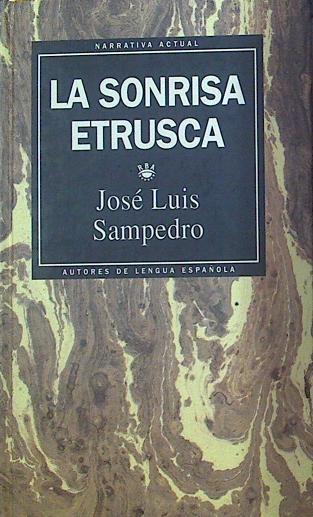 NARRATIVA ACTUAL
LA SONRISA
ETRUSCA
RBA
José Luis
Sampedro
AUTORES DE LENGUA ESPAÑOLA